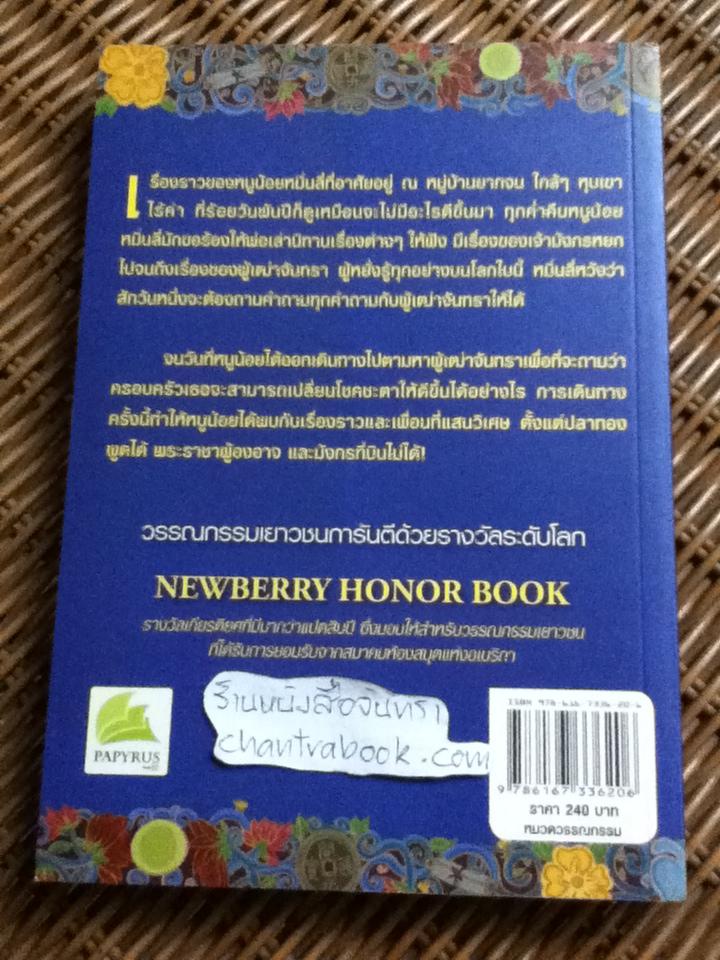 เรื่องราวของหนูน้อยหมิ่นลี่ที่อาศัยอยู่ ณ หมู่บ้านยากจน ใกล้ๆ หุบเขา
ไร้ค่า ที่ร้อยวันพันปีก็ดูเหมือนจะไม่มีอะไรดีขึ้นมา ทุกค่ำคืนหนูน้อย
หมิ่นลี่มักขอร้องให้พ่อเล่านิทานเรื่องต่างๆ ให้ฟัง มีเรื่องของเจ้ามังกรหยก
ไปจนถึงเรื่องของผู้เฒ่าจันทรา ผู้หยั่งรู้ทุกอย่างบนโลกใบนี้ หมิ่นลี่หวังว่า
สักวันหนึ่งจะต้องถามคำถามทุกคำถามกับผู้เฒ่าจันทราให้ได้
จนวันที่หนูน้อยได้ออกเดินทางไปตามหาผู้เฒ่าจันทราเพื่อที่จะถามว่า
ครอบครัวเธอจะสามารถเปลี่ยนโชคชะตาให้ดีขึ้นได้อย่างไร การเดินทาง
ครั้งนี้ทำให้หนูน้อยได้พบกับเรื่องราวและเพื่อนที่แสนวิเศษ ตั้งแต่ปลาทอง
พูดได้ พระราชาผู้องอาจ และมังกรที่บินไม่ได้!
วรรณกรรมเยาวชนการันตีด้วยรางวัลระดับโลก
NEWBERRY HONOR BOOK
รางวัลเกียรติยศที่มีมากว่าแปดสิบปี ซึ่งมอบให้สำหรับวรรณกรรมเยาวชน
ที่ได้รับการยอมรับจากสมาคมห้องสมุดแห่งอเมริกา
ร้านหนังสือจันทรา
chantrabook.com
PAPYRUS
ISBN 978-616-7336-20-6
9 786167 336206
ราคา 240 บาท
หมวดวรรณกรรม